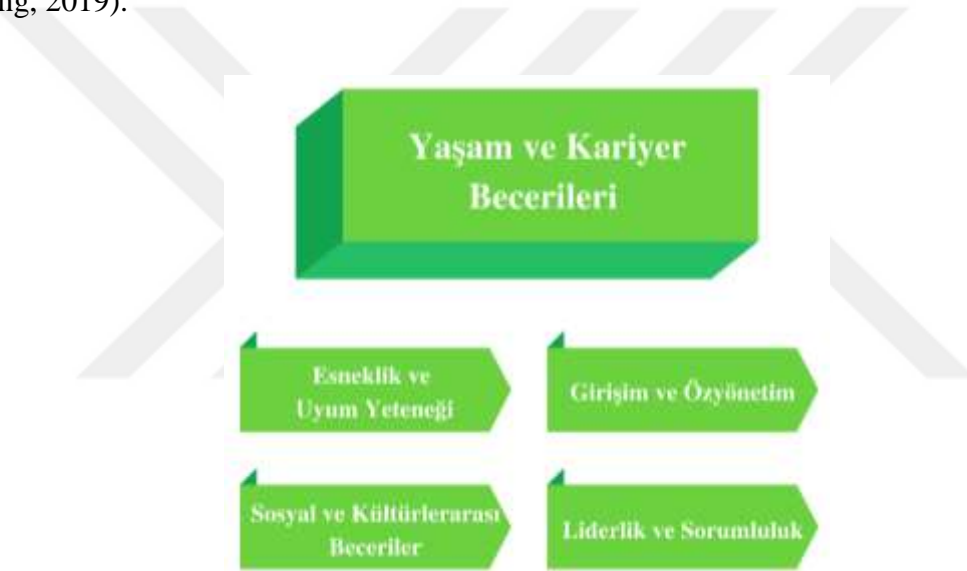 2019).
Yaşam ve Kariyer
Becerileri
Esneklik ve
Uyum Yeteneği
Girişim ve Özyönetim
Sosyal ve Kültürlerarası
Beceriler
Liderlik ve Sorumluluk